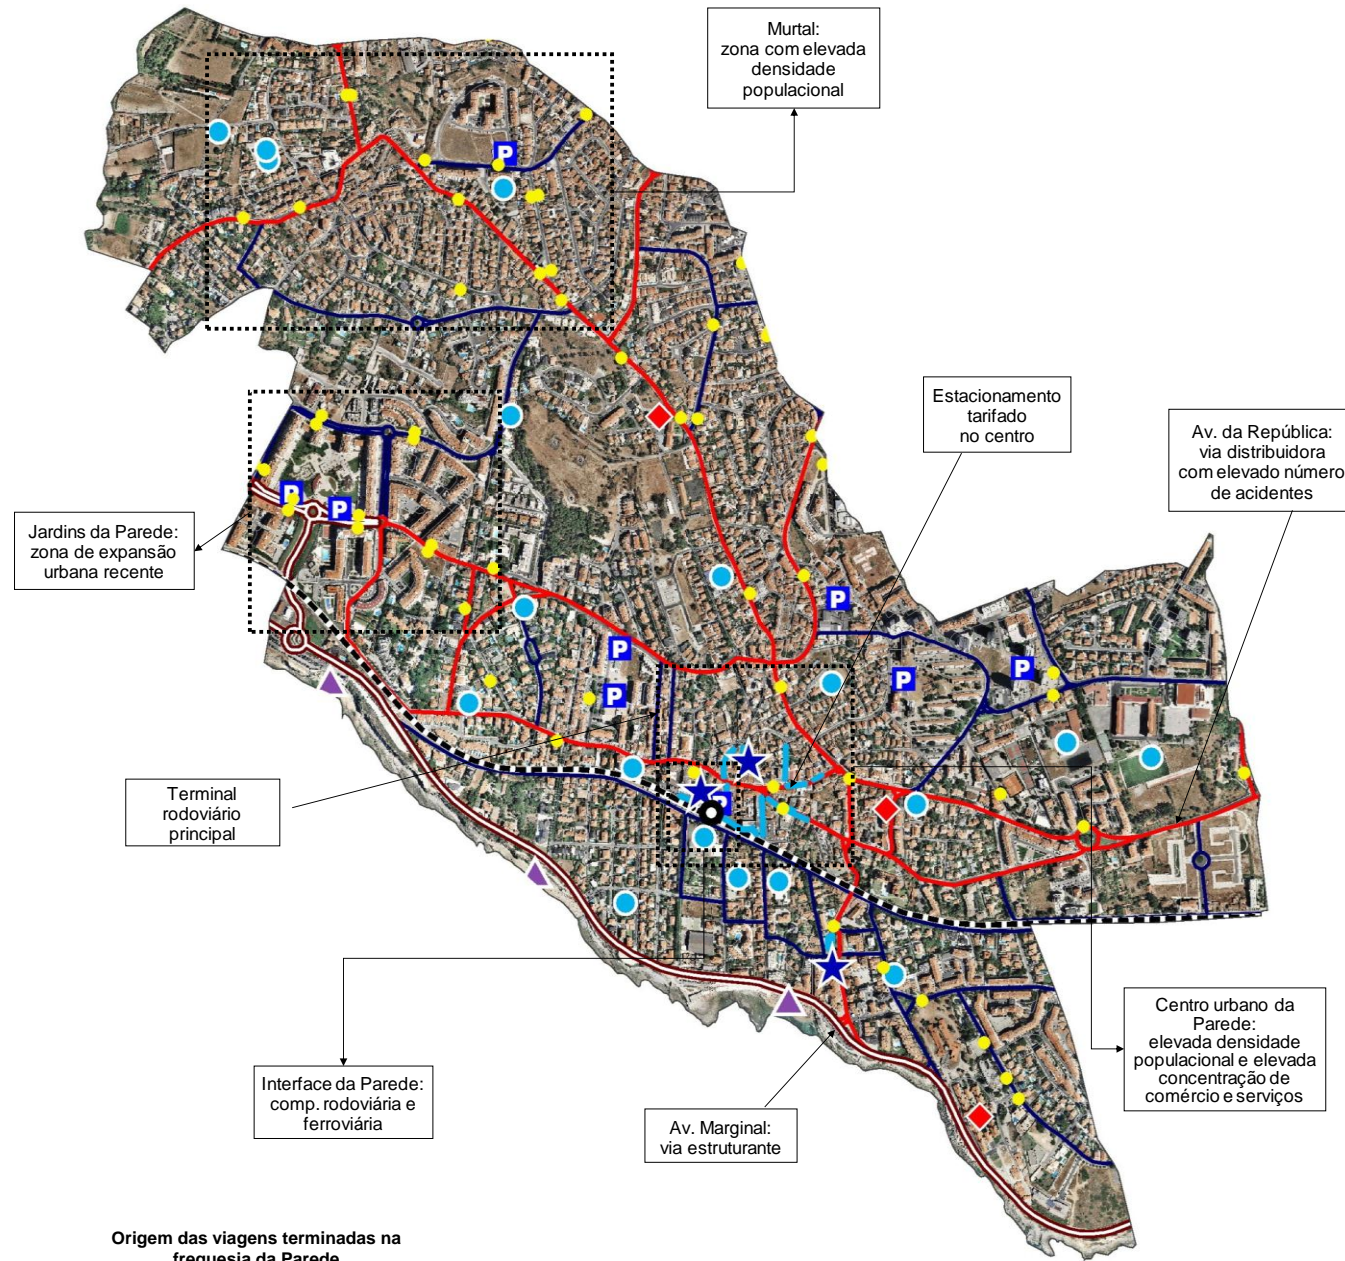 Murtal:
zona com elevada
densidade
populacional
Estacionamento
tarifado
no centro
Av. da República:
via distribuidora
com elevado número
de acidentes
Jardins da Parede:
zona de expansão
urbana recente
P
P
P
P
P
P
P
P
Terminal
rodoviário
principal
Interface da Parede:
comp. rodoviária e
ferroviária
Av. Marginal:
via estruturante
Centro urbano da
Parede:
elevada densidade
populacional e elevada
concentração de
comércio e serviços
Origem das viagens terminadas na
freguesia da Parede